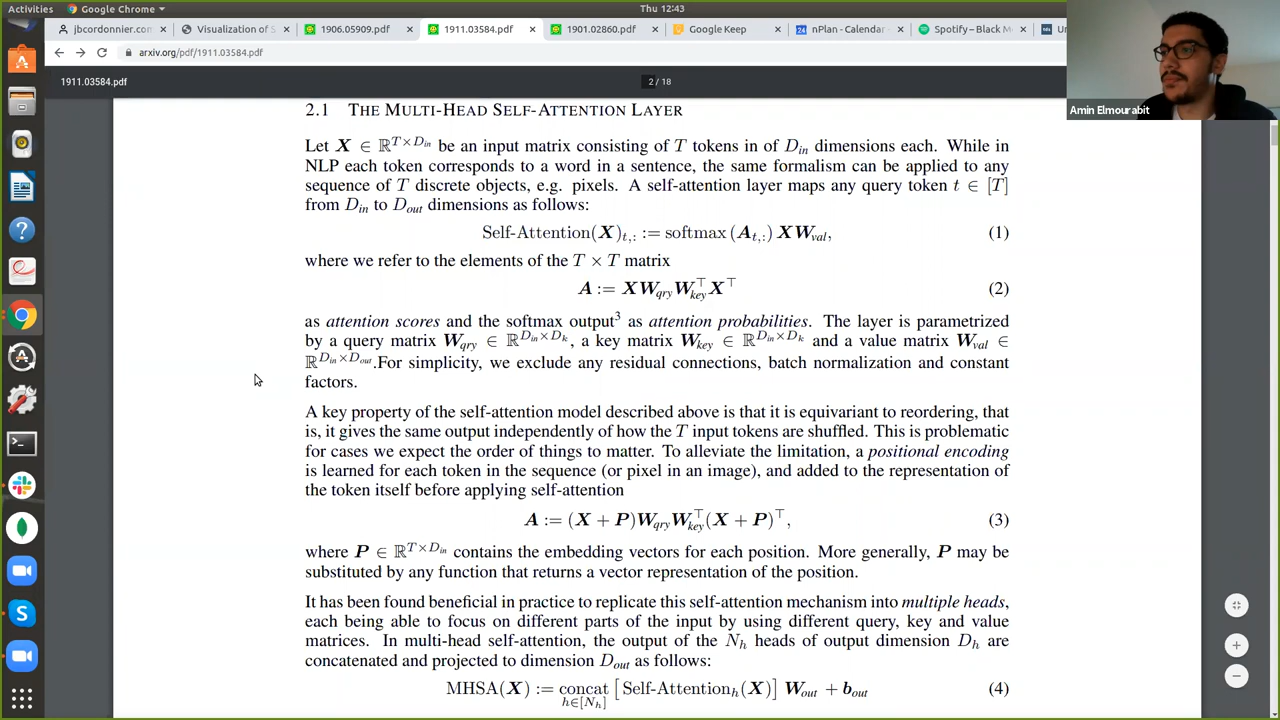 Activities
Google Chrome
Thu 12:43
jbcordonnier.com
Visualization of S
1906.05909.pdf
1911.03584.pdf
1901.02860.pdf
Google Keep
nPlan - Calendar
Spotify – Black M
arxiv.org/pdf/1911.03584.pdf
1911.03584.pdf
2 / 18
Amin Elmourabit
2.1 THE MULTI-HEAD SELF-ATTENTION LAYER
Let X ∈ ℝ^{T×D_in} be an input matrix consisting of T tokens in of D_in dimensions each. While in
NLP each token corresponds to a word in a sentence, the same formalism can be applied to any
sequence of T discrete objects, e.g. pixels. A self-attention layer maps any query token t ∈ [T]
from D_in to D_out dimensions as follows:
Self-Attention(X)_{t,:} := softmax (A_{t,:}) XW_val, (1)
where we refer to the elements of the T × T matrix
A := XW_qry W_key^⊤ X^⊤ (2)
as attention scores and the softmax output³ as attention probabilities. The layer is parametrized
by a query matrix W_qry ∈ ℝ^{D_in×D_k}, a key matrix W_key ∈ ℝ^{D_in×D_k} and a value matrix W_val ∈
ℝ^{D_in×D_out}.For simplicity, we exclude any residual connections, batch normalization and constant
factors.
A key property of the self-attention model described above is that it is equivariant to reordering, that
is, it gives the same output independently of how the T input tokens are shuffled. This is problematic
for cases we expect the order of things to matter. To alleviate the limitation, a positional encoding
is learned for each token in the sequence (or pixel in an image), and added to the representation of
the token itself before applying self-attention
A := (X + P)W_qry W_key^⊤ (X + P)^⊤, (3)
where P ∈ ℝ^{T×D_in} contains the embedding vectors for each position. More generally, P may be
substituted by any function that returns a vector representation of the position.
It has been found beneficial in practice to replicate this self-attention mechanism into multiple heads,
each being able to focus on different parts of the input by using different query, key and value
matrices. In multi-head self-attention, the output of the N_h heads of output dimension D_h are
concatenated and projected to dimension D_out as follows:
MHSA(X) := concat_{h∈[N_h]} [Self-Attention_h(X)] W_out + b_out (4)